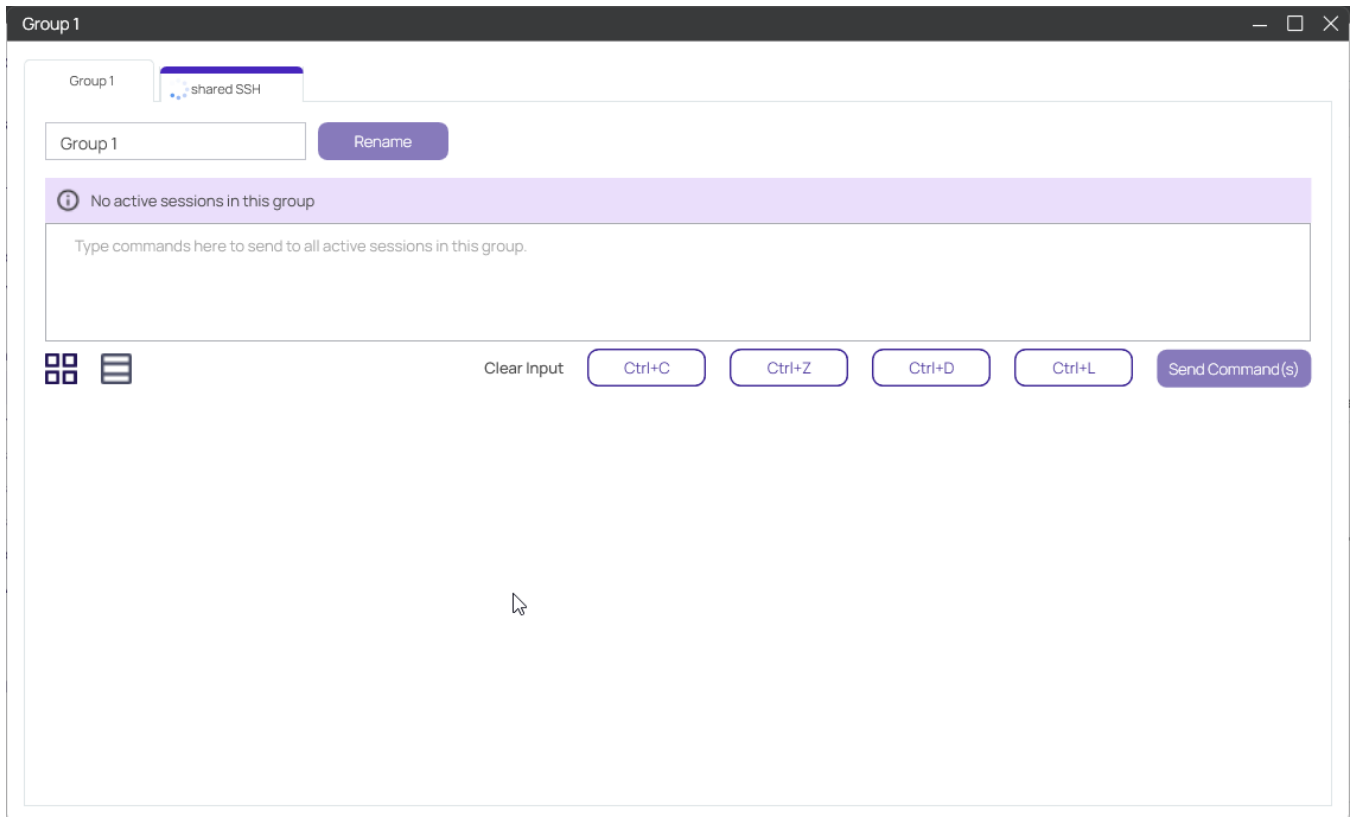 Group 1
Group 1
shared SSH
Group 1
Rename
No active sessions in this group
Type commands here to send to all active sessions in this group.
Clear Input
Ctrl+C
Ctrl+Z
Ctrl+D
Ctrl+L
Send Command(s)